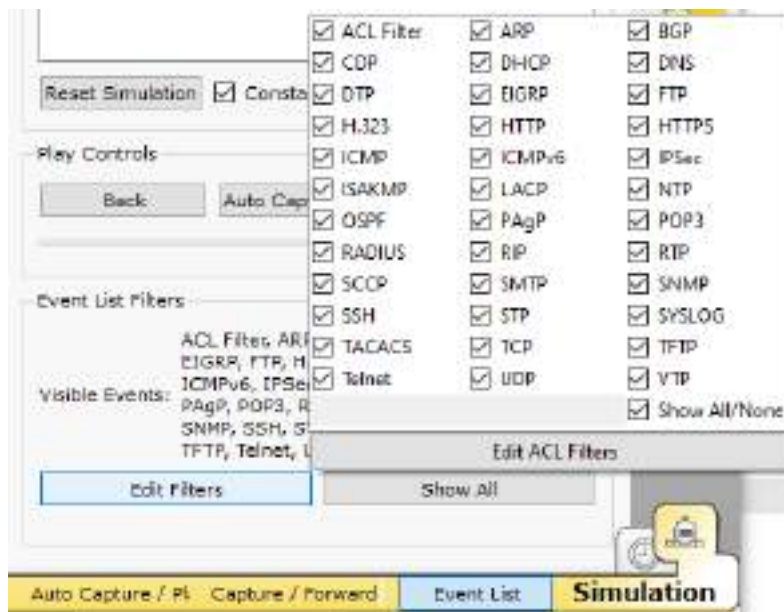 ACL Filter ARP BGP
CDP DHCP DNS
Reset Simulation Consta DTP EIGRP FTP
H.323 HTTP HTTPS
Play Controls ICMP ICMPv6 IPSec
Back Auto Cap ISAKMP LACP NTP
OSPF PAgP POP3
RADIUS RIP RTP
SCCP SMTP SNMP
Event List Filters SSH STP SYSLOG
ACL Filter, ARP TACACS TCP TFTP
EIGRP, FTP, H
Visible Events: ICMPv6, IPSec Telnet UDP VTP
PAgP, POP3, R Show All/None
SNMP, SSH, S
TFTP, Telnet, Edit ACL Filters
Edit Filters Show All
Auto Capture / Pl Capture / Forward Event List Simulation